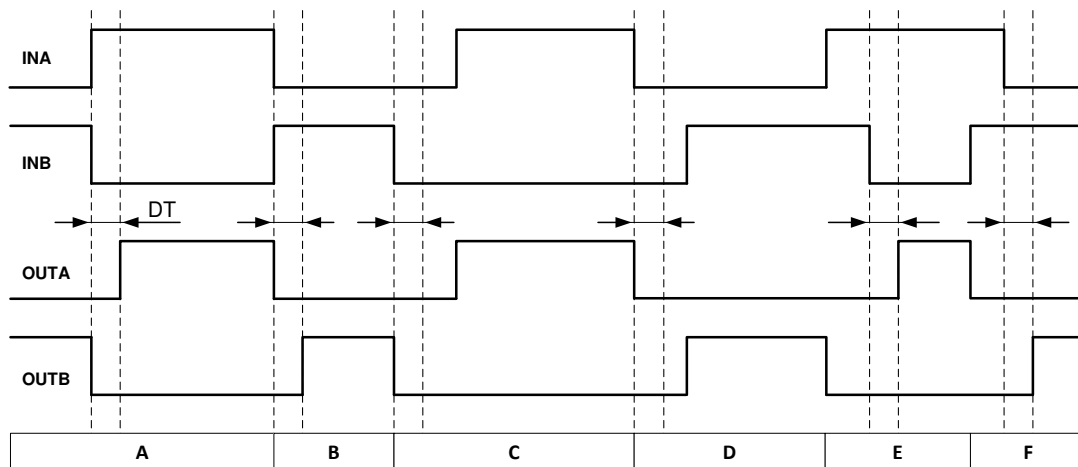 INA
INB
DT
OUTA
OUTB
A B C D E F